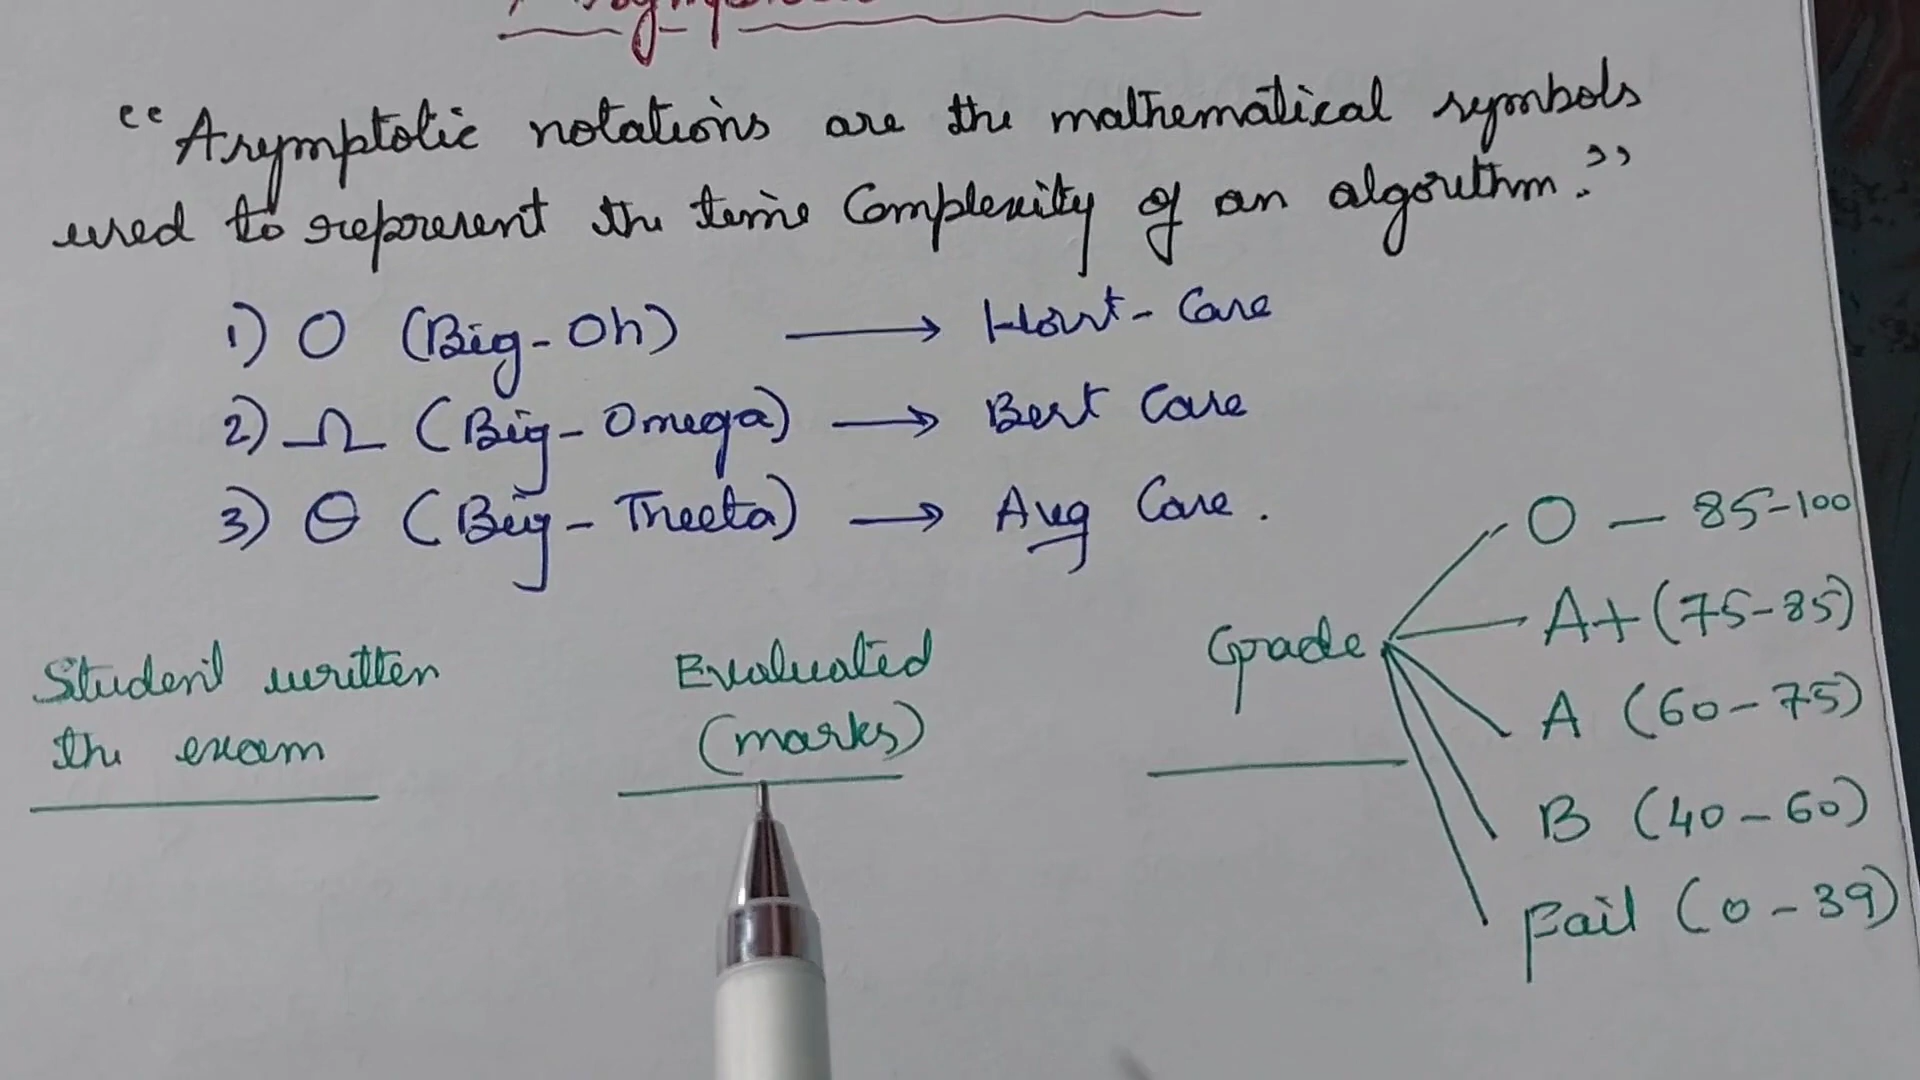 “Asymptotic notations are the mathematical symbols
used to represent the time Complexity of an algorithm.”
1) O (Big-Oh) → Worst-Case
2) Ω (Big-Omega) → Best Case
3) Θ (Big-Theeta) → Avg Case.
Student written
the exam
Evaluated
(marks)
Grade
O — 85-100
A+ (75-85)
A (60-75)
B (40-60)
Fail (0-39)